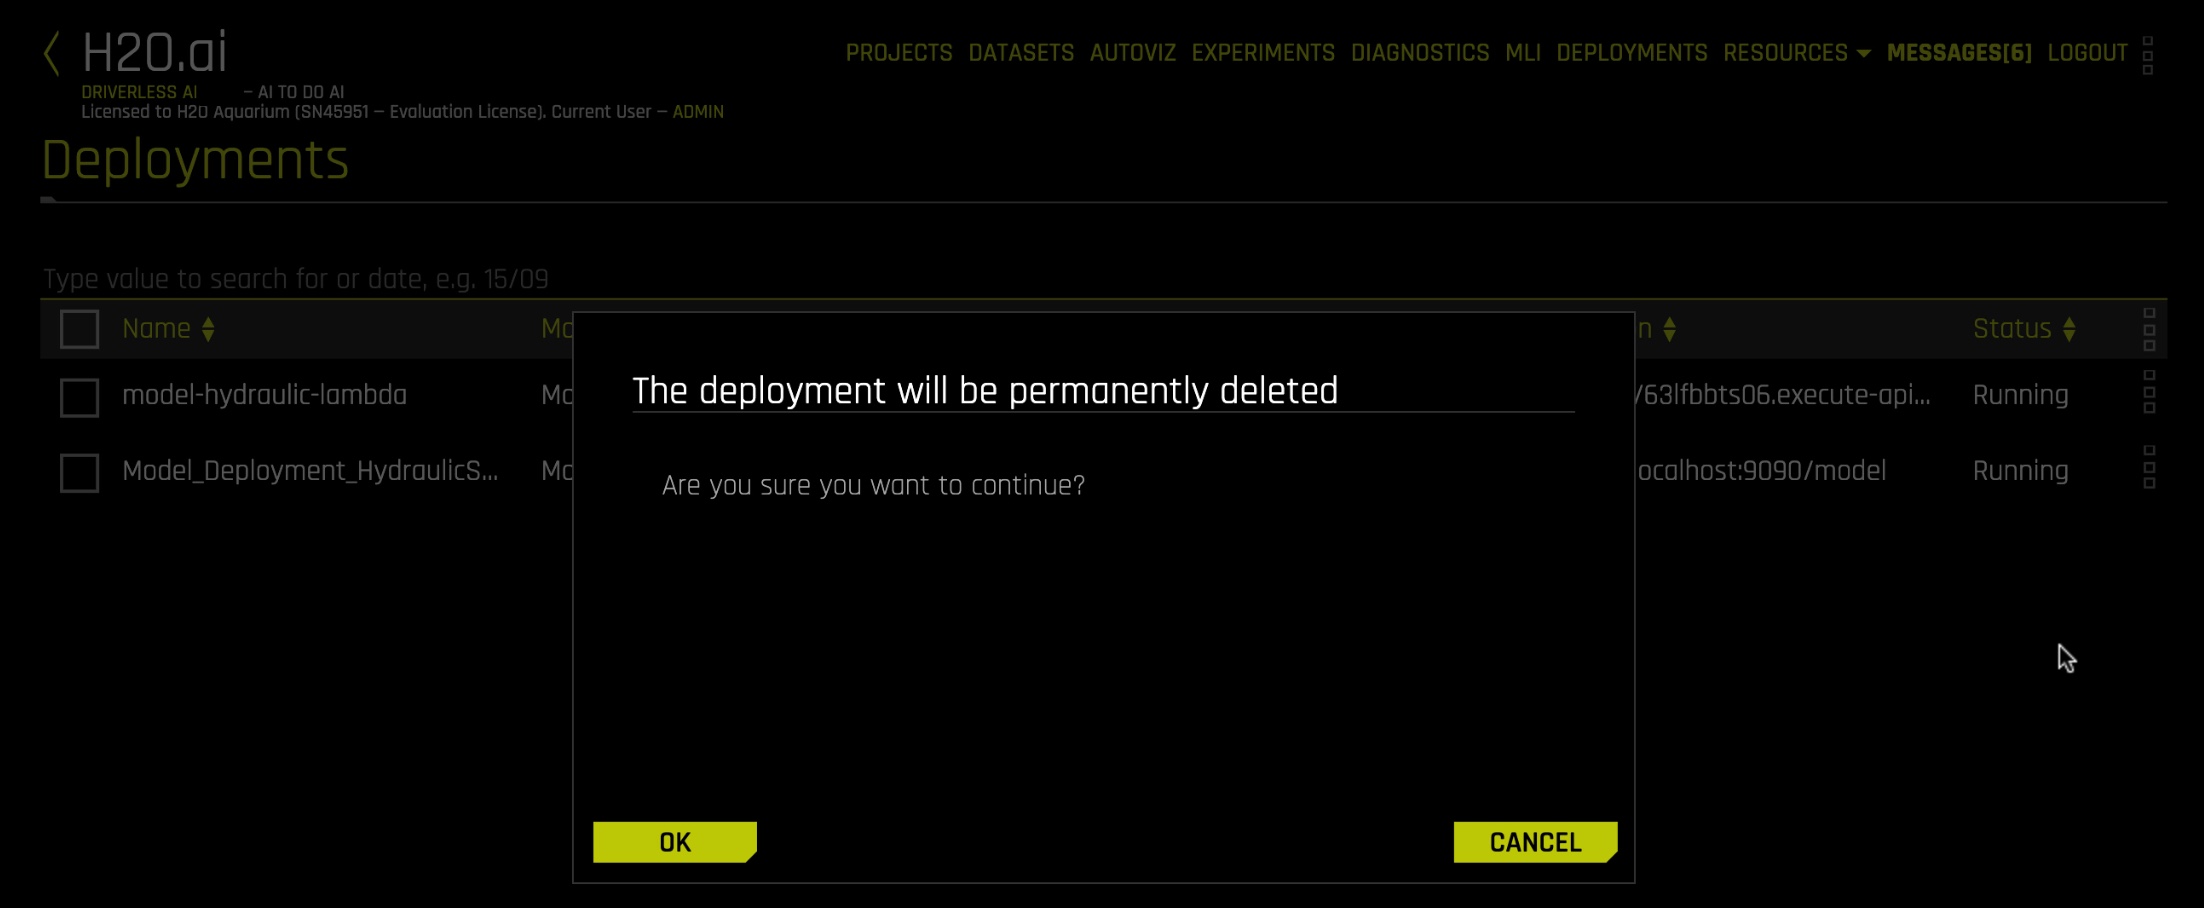 H2O.ai
PROJECTS DATASETS AUTOVIZ EXPERIMENTS DIAGNOSTICS MLI DEPLOYMENTS RESOURCES MESSAGES[6] LOGOUT
DRIVERLESS AI – AI TO DO AI
Licensed to H2O Aquarium (SN45951 – Evaluation License). Current User – ADMIN
Deployments
Type value to search for or date, e.g. 15/09
Name Mo n Status
model-hydraulic-lambda Mo /63lfbbts06.execute-api... Running
Model_Deployment_HydraulicS... Mo ocalhost:9090/model Running
The deployment will be permanently deleted
Are you sure you want to continue?
OK CANCEL